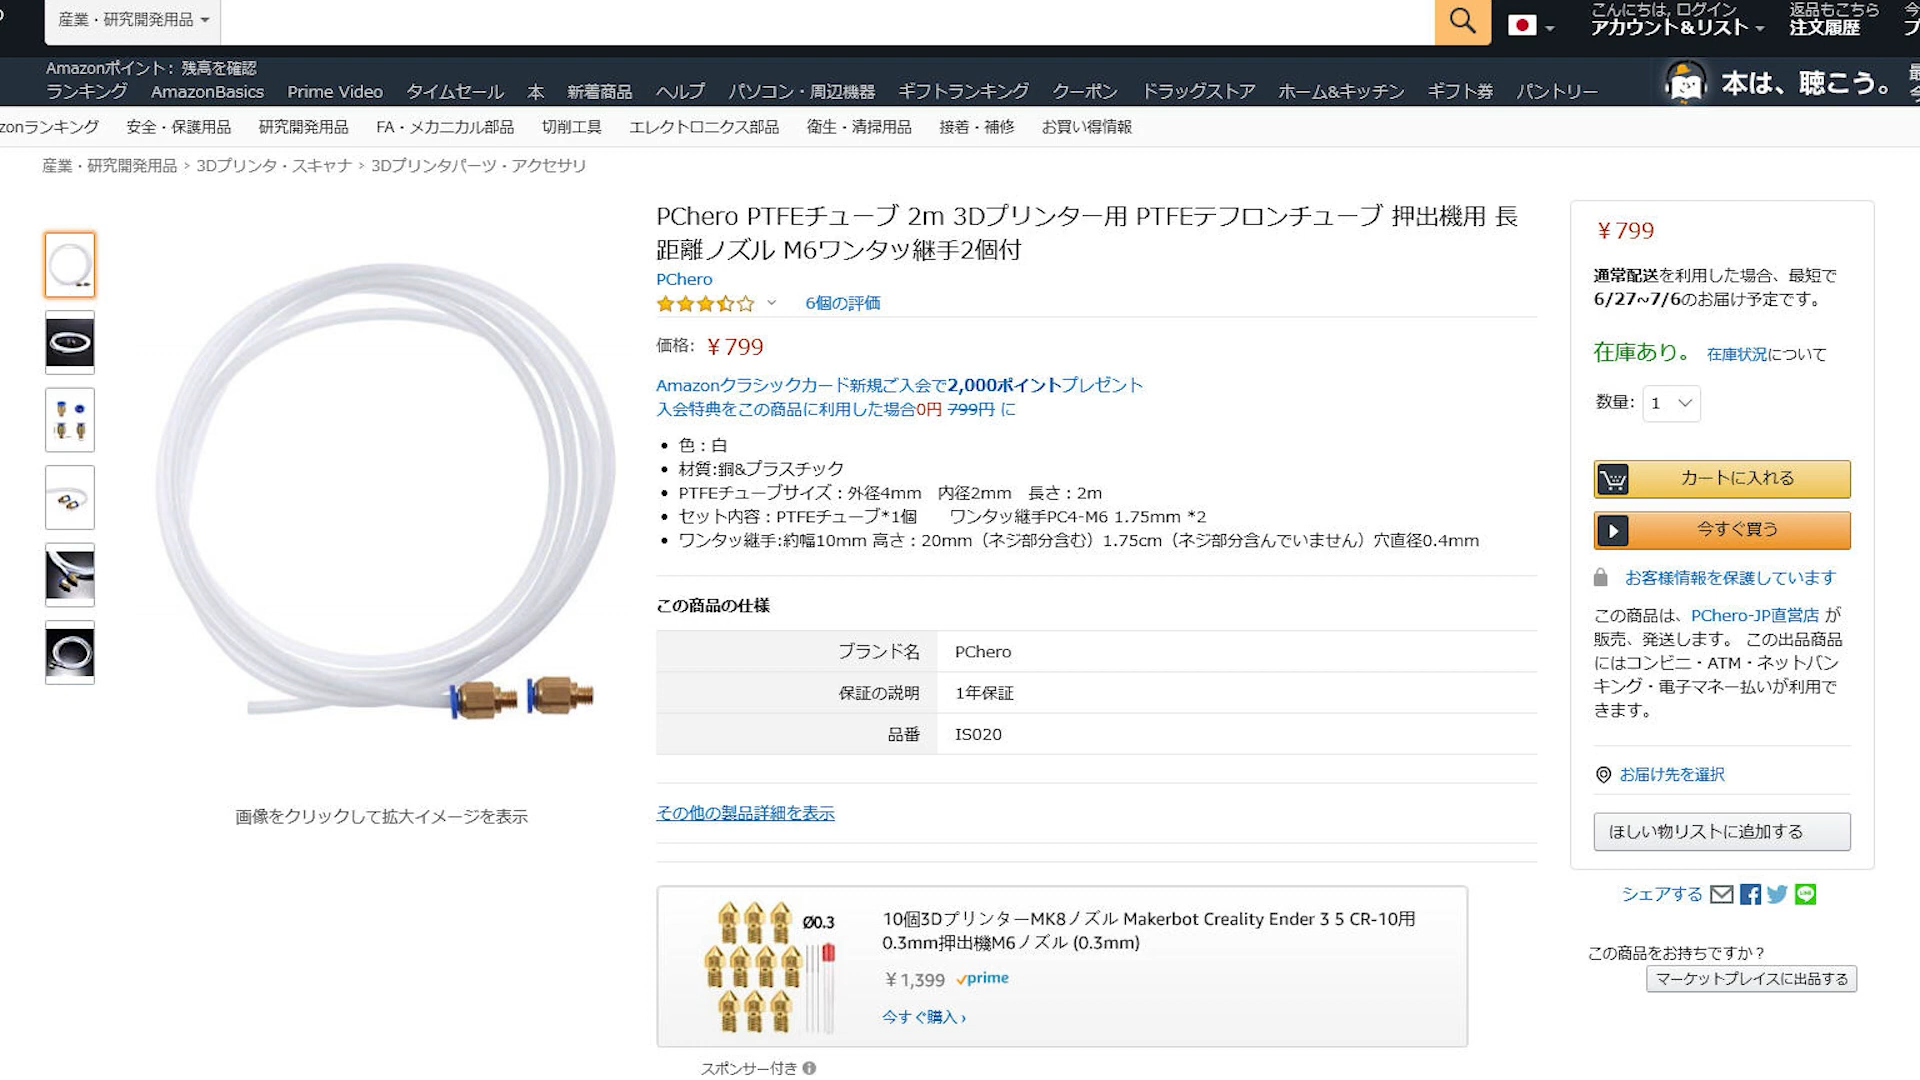 産業・研究開発用品
こんにちは, ログイン
アカウント&リスト
返品もこちら
注文履歴
Amazonポイント: 残高を確認
ランキング AmazonBasics Prime Video タイムセール 本 新着商品 ヘルプ パソコン・周辺機器 ギフトランキング クーポン ドラッグストア ホーム&キッチン ギフト券 パントリー
本は、聴こう。
zonランキング 安全・保護用品 研究開発用品 FA・メカニカル部品 切削工具 エレクトロニクス部品 衛生・清掃用品 接着・補修 お買い得情報
産業・研究開発用品 › 3Dプリンタ・スキャナ › 3Dプリンタパーツ・アクセサリ
PChero PTFEチューブ 2m 3Dプリンター用 PTFEテフロンチューブ 押出機用 長
距離ノズル M6ワンタッ継手2個付
PChero
6個の評価
価格: ￥799
Amazonクラシックカード新規ご入会で2,000ポイントプレゼント
入会特典をこの商品に利用した場合0円 799円 に
• 色：白
• 材質:銅&プラスチック
• PTFEチューブサイズ：外径4mm 内径2mm 長さ：2m
• セット内容：PTFEチューブ*1個 ワンタッ継手PC4-M6 1.75mm *2
• ワンタッ継手:約幅10mm 高さ：20mm（ネジ部分含む）1.75cm（ネジ部分含んでいません）穴直径0.4mm
この商品の仕様
ブランド名 PChero
保証の説明 1年保証
品番 IS020
画像をクリックして拡大イメージを表示
その他の製品詳細を表示
Ø0.3
10個3DプリンターMK8ノズル Makerbot Creality Ender 3 5 CR-10用
0.3mm押出機M6ノズル (0.3mm)
￥1,399 prime
今すぐ購入 ›
スポンサー付き
￥799
通常配送を利用した場合、最短で
6/27~7/6のお届け予定です。
在庫あり。 在庫状況について
数量: 1
カートに入れる
今すぐ買う
お客様情報を保護しています
この商品は、PChero-JP直営店 が
販売、発送します。 この出品商品
にはコンビニ・ATM・ネットバン
キング・電子マネー払いが利用で
きます。
お届け先を選択
ほしい物リストに追加する
シェアする
この商品をお持ちですか？
マーケットプレイスに出品する